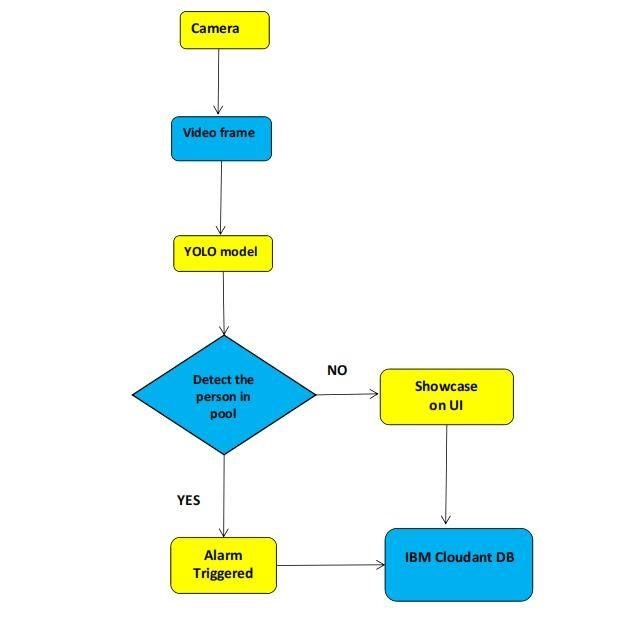 Camera
Video frame
YOLO model
Detect the
person in
pool
NO
Showcase
on UI
YES
Alarm
Triggered
IBM Cloudant DB